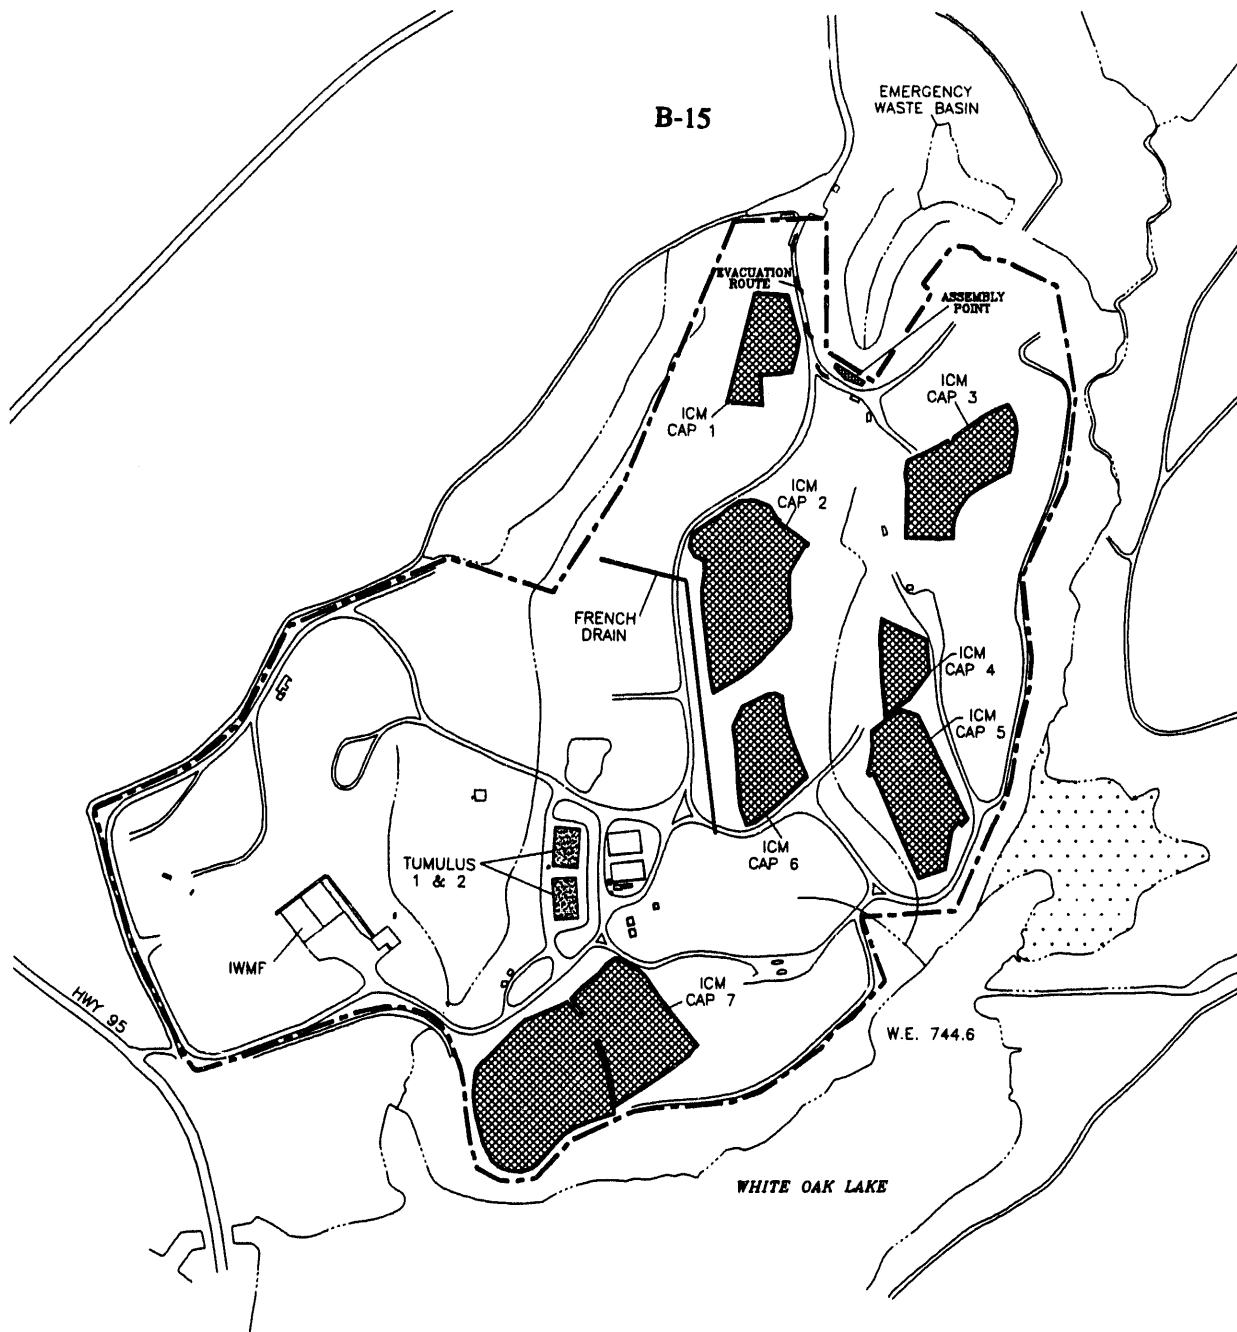 B-15
EMERGENCY
WASTE BASIN
EVACUATION
ROUTE
ASSEMBLY
POINT
ICM
CAP 1
ICM
CAP 3
ICM
CAP 2
FRENCH
DRAIN
ICM
CAP 4
ICM
CAP 5
ICM
CAP 6
TUMULUS
1 & 2
IWMF
HWY 95
ICM
CAP 7
W.E. 744.6
WHITE OAK LAKE